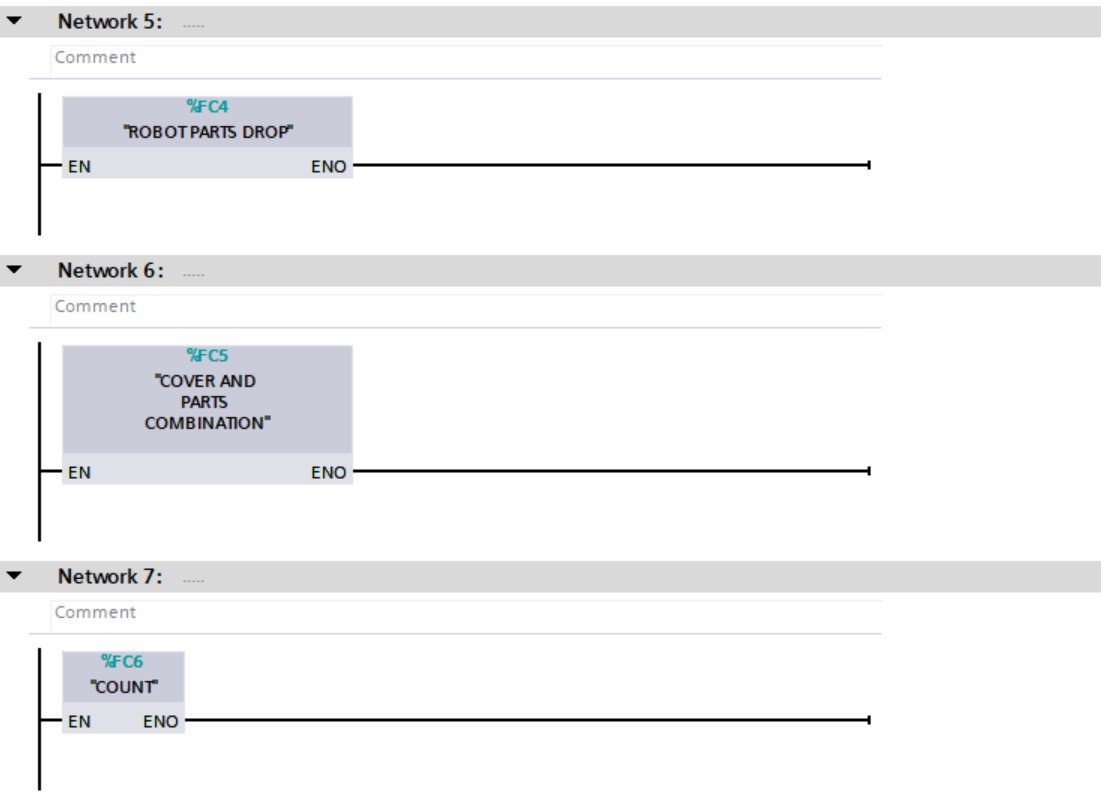 Network 5: .....
Comment
%FC4
"ROBOT PARTS DROP"
EN ENO
Network 6: .....
Comment
%FC5
"COVER AND
PARTS
COMBINATION"
EN ENO
Network 7: .....
Comment
%FC6
"COUNT"
EN ENO